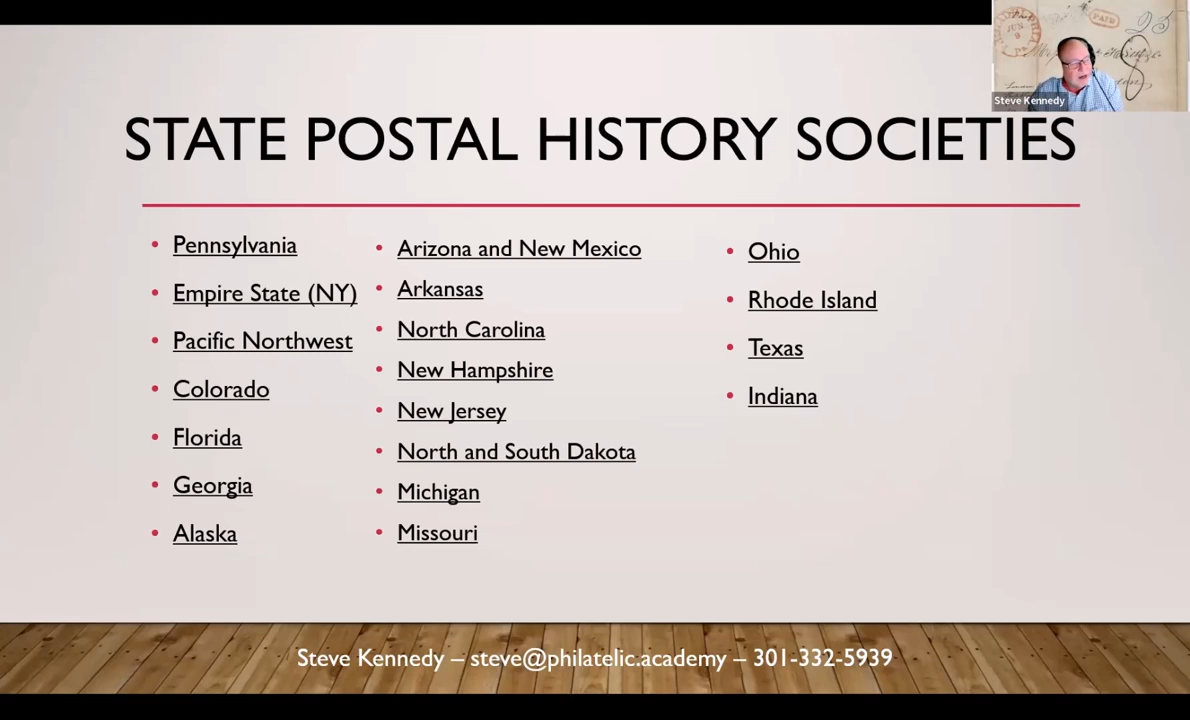 STATE POSTAL HISTORY SOCIETIES
PAID
23
Steve Kennedy
Pennsylvania
Empire State (NY)
Pacific Northwest
Colorado
Florida
Georgia
Alaska
Arizona and New Mexico
Arkansas
North Carolina
New Hampshire
New Jersey
North and South Dakota
Michigan
Missouri
Ohio
Rhode Island
Texas
Indiana
Steve Kennedy – steve@philatelic.academy – 301-332-5939